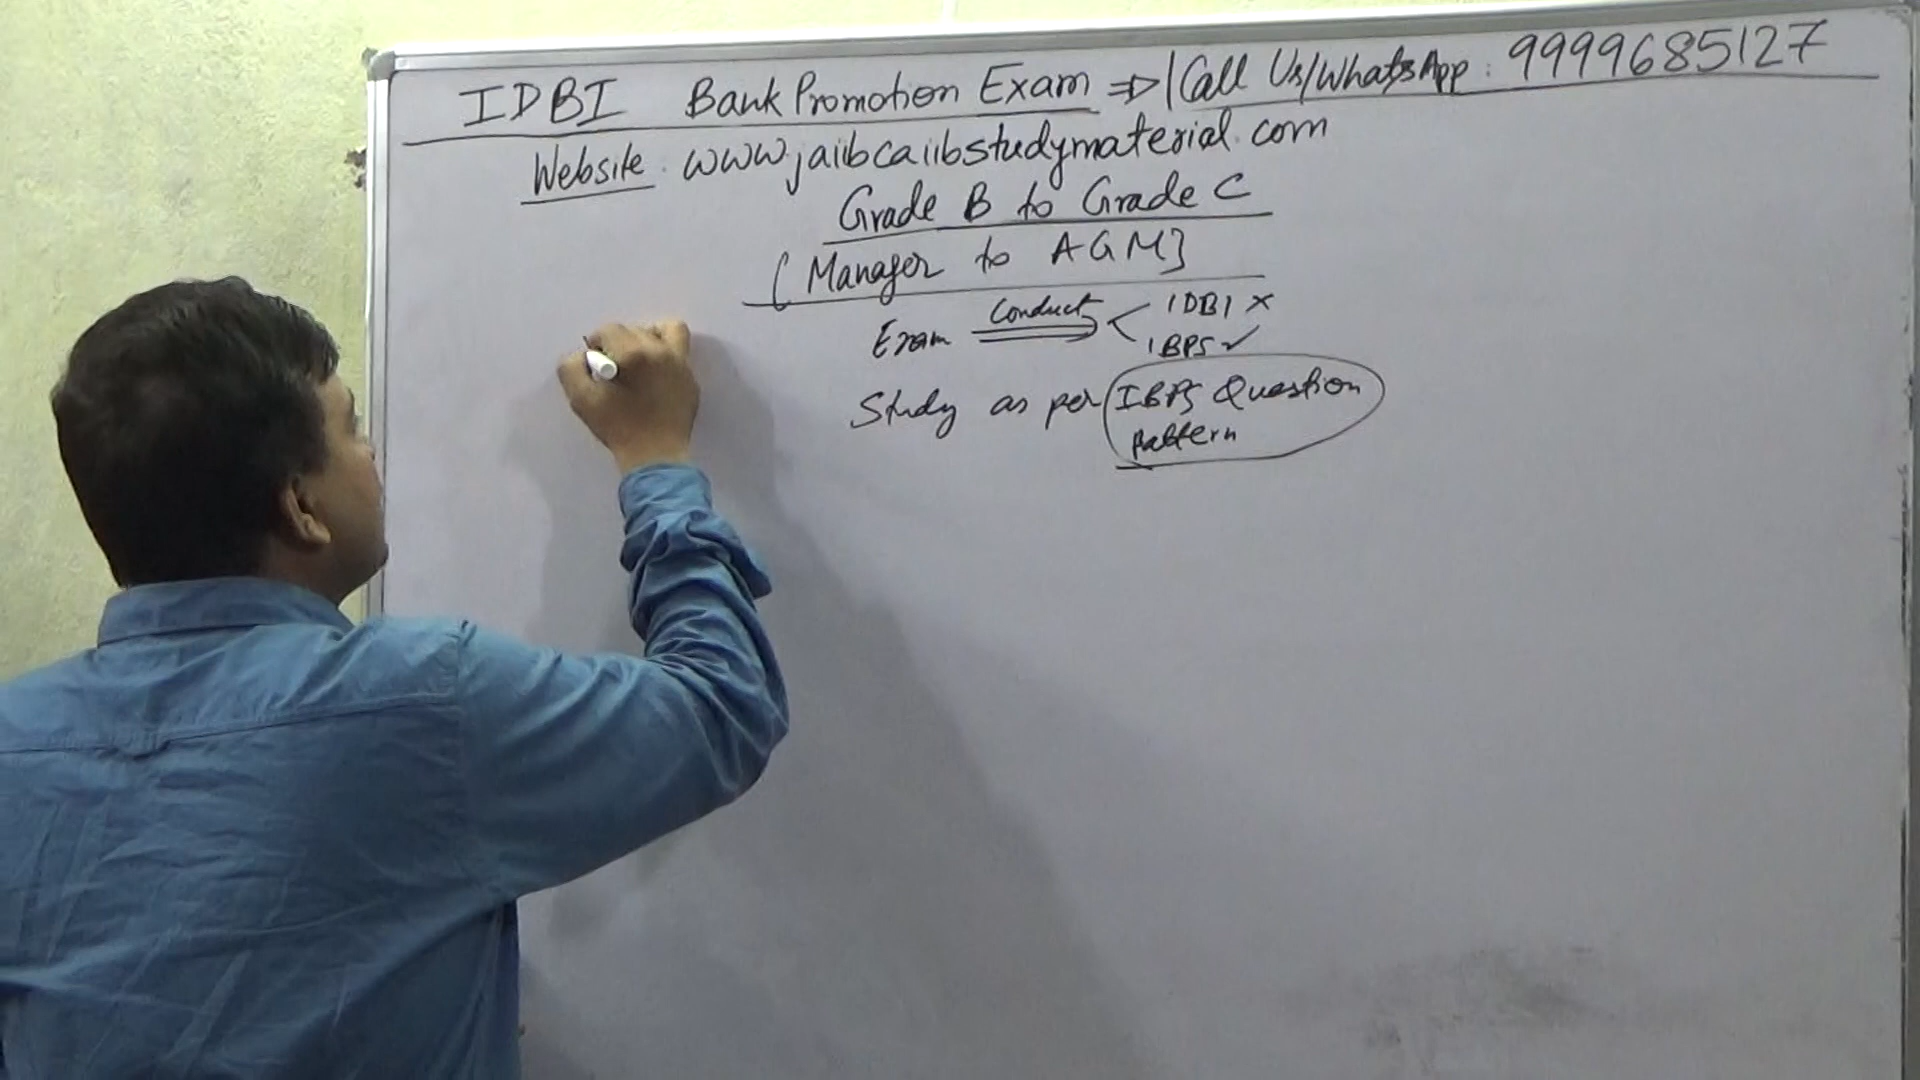 IDBI Bank Promotion Exam ⇒ | Call Us/WhatsApp: 9999685127
Website. www.jaiibcaiibstudymaterial.com
Grade B to Grade C
[Manager to AGM]
Exam Conduct < IDBI ×
IBPS ✓
Study as per IBPS Question
Pattern